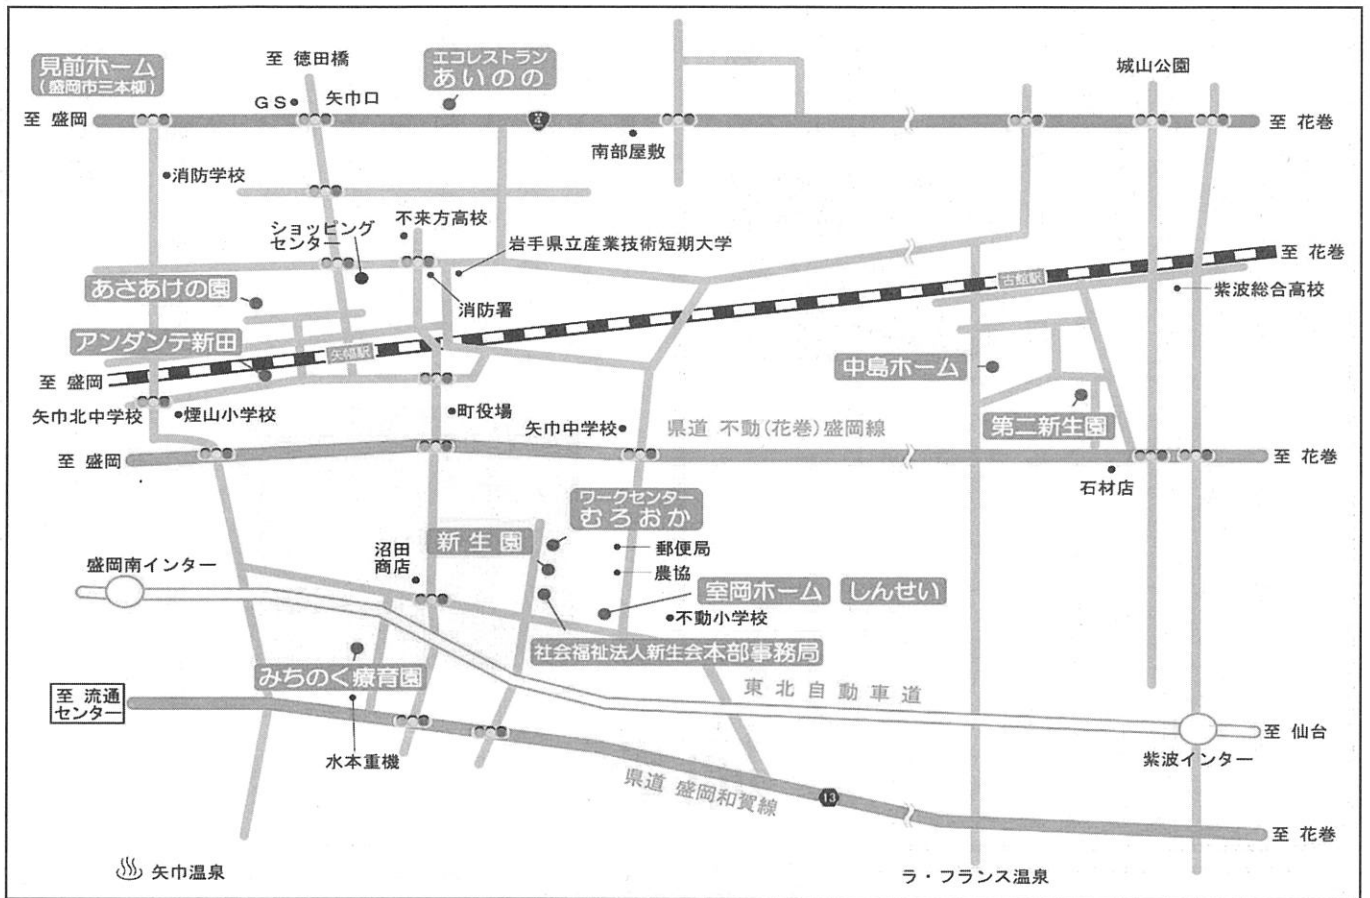 見前ホーム
(盛岡市三本柳)
至 徳田橋
エコレストラン
あいのの
城山公園
GS
矢巾口
至 盛岡
4
至 花巻
南部屋敷
消防学校
ショッピング
センター
不来方高校
岩手県立産業技術短期大学
至 花巻
あさあけの園
消防署
古館駅
紫波総合高校
アンダンテ新田
矢幅駅
至 盛岡
中島ホーム
矢巾北中学校
煙山小学校
町役場
矢巾中学校
県道 不動(花巻)盛岡線
第二新生園
至 盛岡
至 花巻
石材店
ワークセンター
むろおか
新生園
沼田
商店
郵便局
盛岡南インター
農協
室岡ホーム
しんせい
不動小学校
社会福祉法人新生会本部事務局
みちのく療育園
至 流通
センター
東北自動車道
至 仙台
水本重機
紫波インター
県道 盛岡和賀線
13
至 花巻
矢巾温泉
ラ・フランス温泉